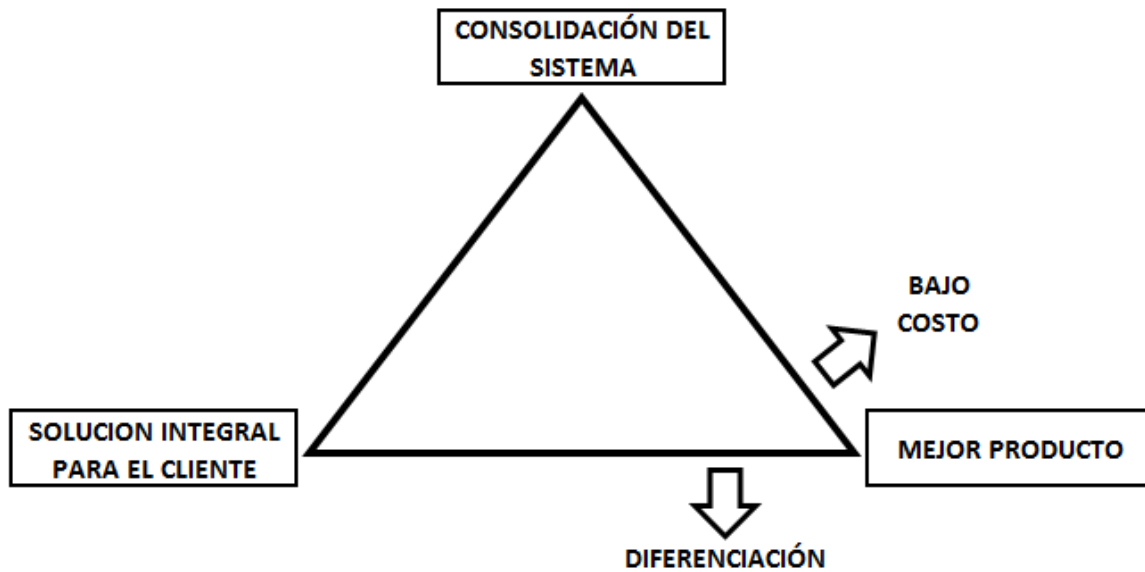 CONSOLIDACIÓN DEL
SISTEMA
BAJO
COSTO
SOLUCION INTEGRAL
PARA EL CLIENTE
MEJOR PRODUCTO
DIFERENCIACIÓN